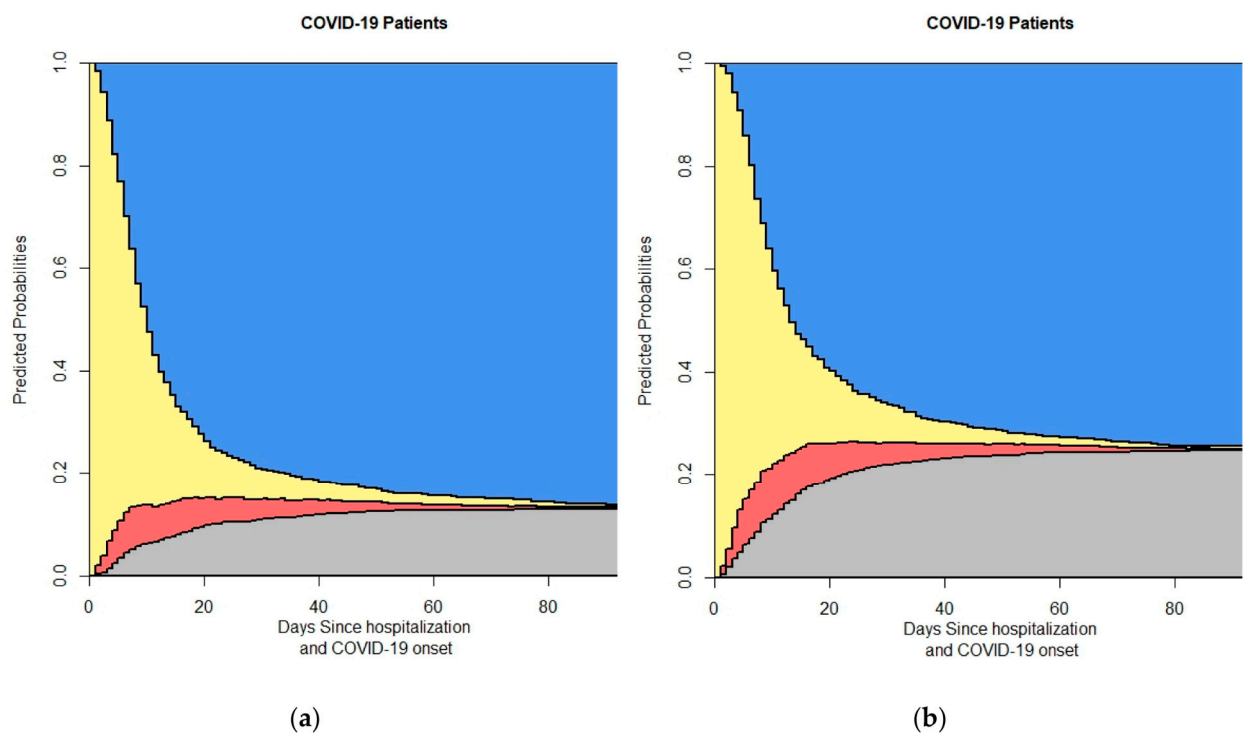 COVID-19 Patients
Predicted Probabilities
1.0
0.8
0.6
0.4
0.2
0.0
0 20 40 60 80
Days Since hospitalization
and COVID-19 onset
(a)
COVID-19 Patients
Predicted Probabilities
1.0
0.8
0.6
0.4
0.2
0.0
0 20 40 60 80
Days Since hospitalization
and COVID-19 onset
(b)